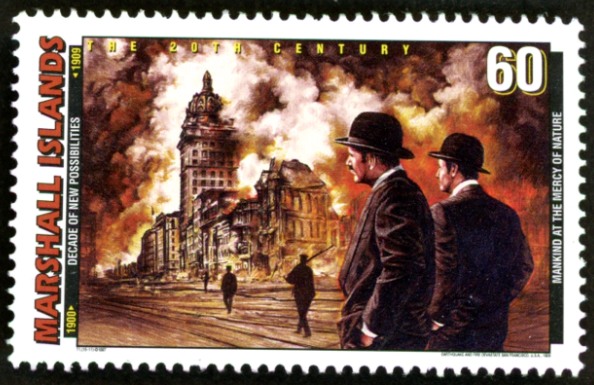 THE 20TH CENTURY
60
MARSHALL ISLANDS
1900 DECADE OF NEW POSSIBILITIES 1909
MANKIND AT THE MERCY OF NATURE